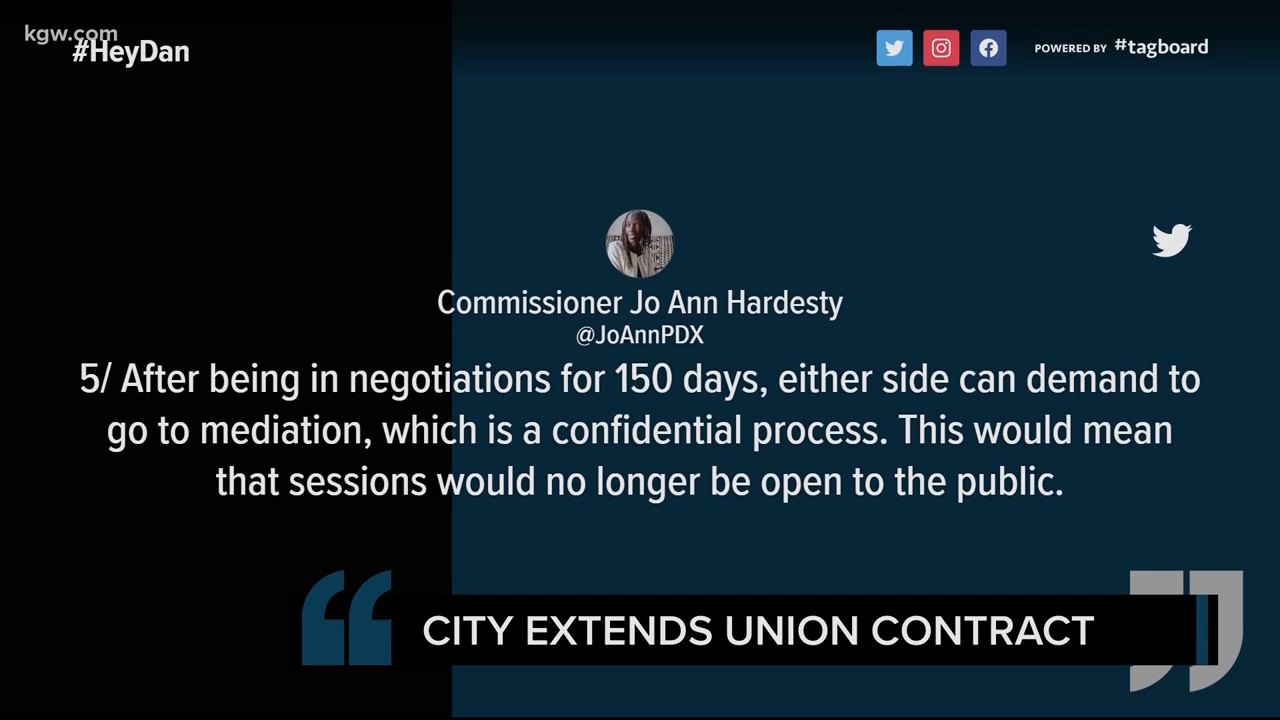 kgw.com
#HeyDan
POWERED BY #tagboard
Commissioner Jo Ann Hardesty
@JoAnnPDX
5/ After being in negotiations for 150 days, either side can demand to
go to mediation, which is a confidential process. This would mean
that sessions would no longer be open to the public.
CITY EXTENDS UNION CONTRACT